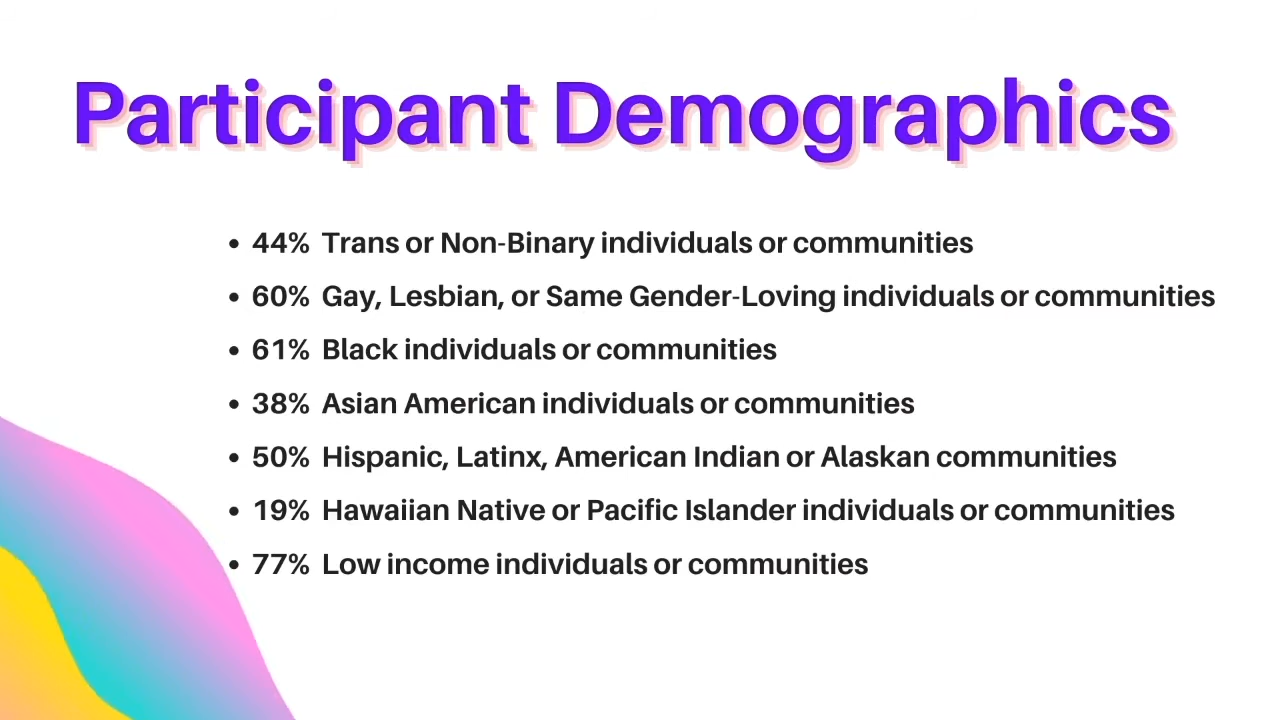 Participant Demographics
• 44% Trans or Non-Binary individuals or communities
• 60% Gay, Lesbian, or Same Gender-Loving individuals or communities
• 61% Black individuals or communities
• 38% Asian American individuals or communities
• 50% Hispanic, Latinx, American Indian or Alaskan communities
• 19% Hawaiian Native or Pacific Islander individuals or communities
• 77% Low income individuals or communities